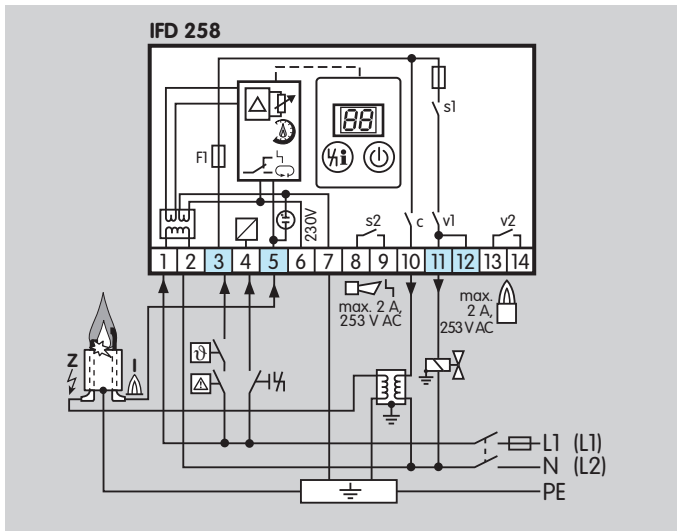 IFD 258
88
s1
F1
i
230V
s2
c
v1
v2
1 2 3 4 5 6 7 8 9 10 11 12 13 14
max. 2 A,
253 V AC
max.
2 A,
253 V AC
Z
I
ϑ
L1 (L1)
N (L2)
PE